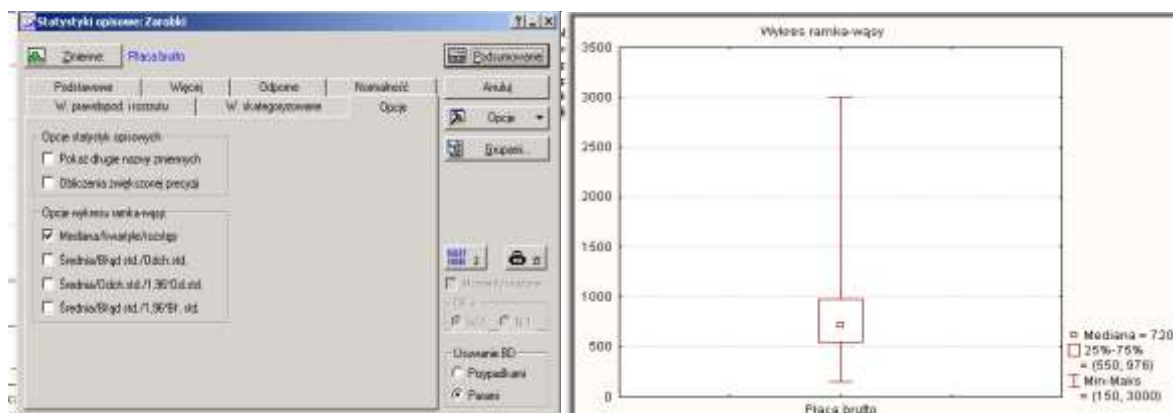 Statystyki opisowe: Zarobki
Zmienne: Płaca brutto
Podsumowanie
Podstawowe Więcej Odporne Normalność
W. prawdopod. i rozrzutu W. skategoryzowane Opcje
Anuluj
Opcje
Grupami...
Opcje statystyk opisowych
Pokaż długie nazwy zmiennych
Obliczenia zwiększonej precyzji
Opcje wykresu ramka-wąsy
Mediana/kwartyle/rozstęp
Średnia/Błąd std./Odch.std.
Średnia/Odch.std./1,96*Od.std.
Średnia/Błąd std./1,96*Bł. std.
Usuwanie BD
Przypadkami
Parami
Wykres ramka-wąsy
3500
3000
2500
2000
1500
1000
500
0
Płaca brutto
Mediana = 720
25%-75%
= (550, 976)
Min-Maks
= (150, 3000)